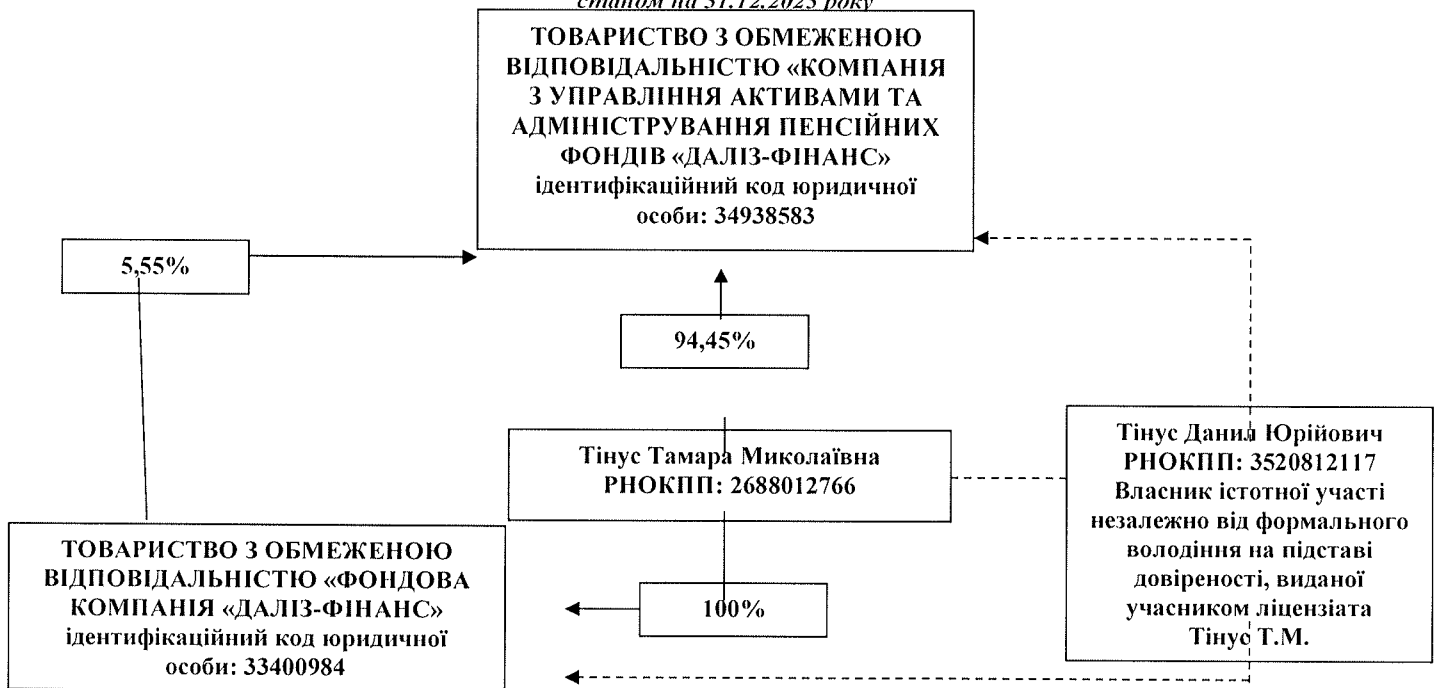 станом на 31.12.2023 року
ТОВАРИСТВО З ОБМЕЖЕНОЮ
ВІДПОВІДАЛЬНІСТЮ «КОМПАНІЯ
З УПРАВЛІННЯ АКТИВАМИ ТА
АДМІНІСТРУВАННЯ ПЕНСІЙНИХ
ФОНДІВ «ДАЛІЗ-ФІНАНС»
ідентифікаційний код юридичної
особи: 34938583
5,55%
94,45%
Тінус Тамара Миколаївна
РНОКПП: 2688012766
Тінус Данил Юрійович
РНОКПП: 3520812117
Власник істотної участі
незалежно від формального
володіння на підставі
довіреності, виданої
учасником ліцензіата
Тінус Т.М.
ТОВАРИСТВО З ОБМЕЖЕНОЮ
ВІДПОВІДАЛЬНІСТЮ «ФОНДОВА
КОМПАНІЯ «ДАЛІЗ-ФІНАНС»
ідентифікаційний код юридичної
особи: 33400984
100%